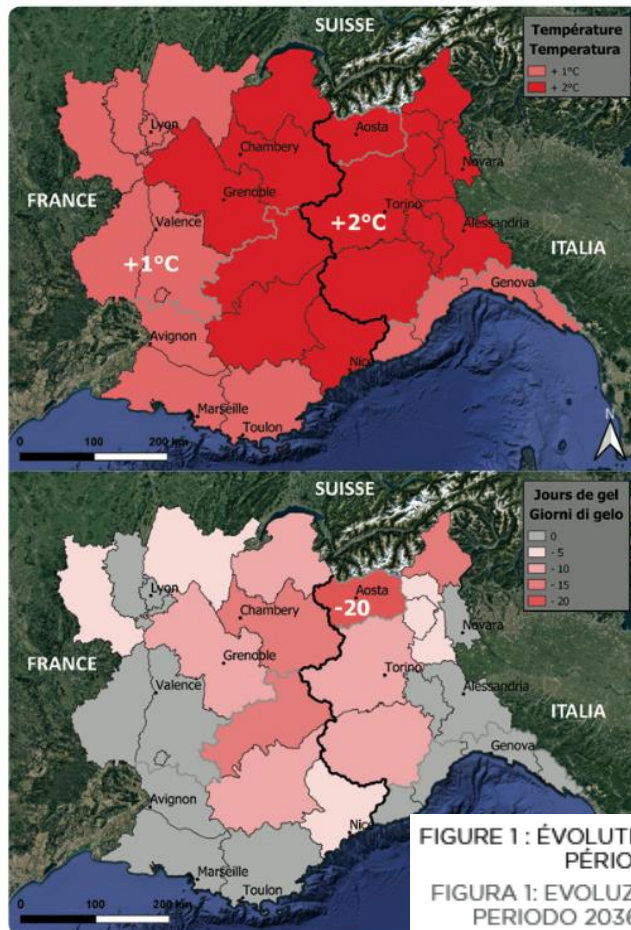 SUISSE
Température
Temperatura
+ 1°C
+ 2°C
Lyon
Aosta
Chambery
Novara
FRANCE
Grenoble
Torino
Valence
+2°C
Alessandria
+1°C
ITALIA
Genova
Avignon
Nice
Marseille
Toulon
N
0 100 200 km
SUISSE
Jours de gel
Giorni di gelo
0
- 5
- 10
- 15
- 20
Lyon
Aosta
-20
Chambery
Novara
FRANCE
Grenoble
Torino
Valence
Alessandria
ITALIA
Genova
Avignon
Nic
Marseille
Toulon
0 100 200 km
FIGURE 1 : ÉVOLUTI
PÉRIO
FIGURA 1: EVOLUZ
PERIODO 2036